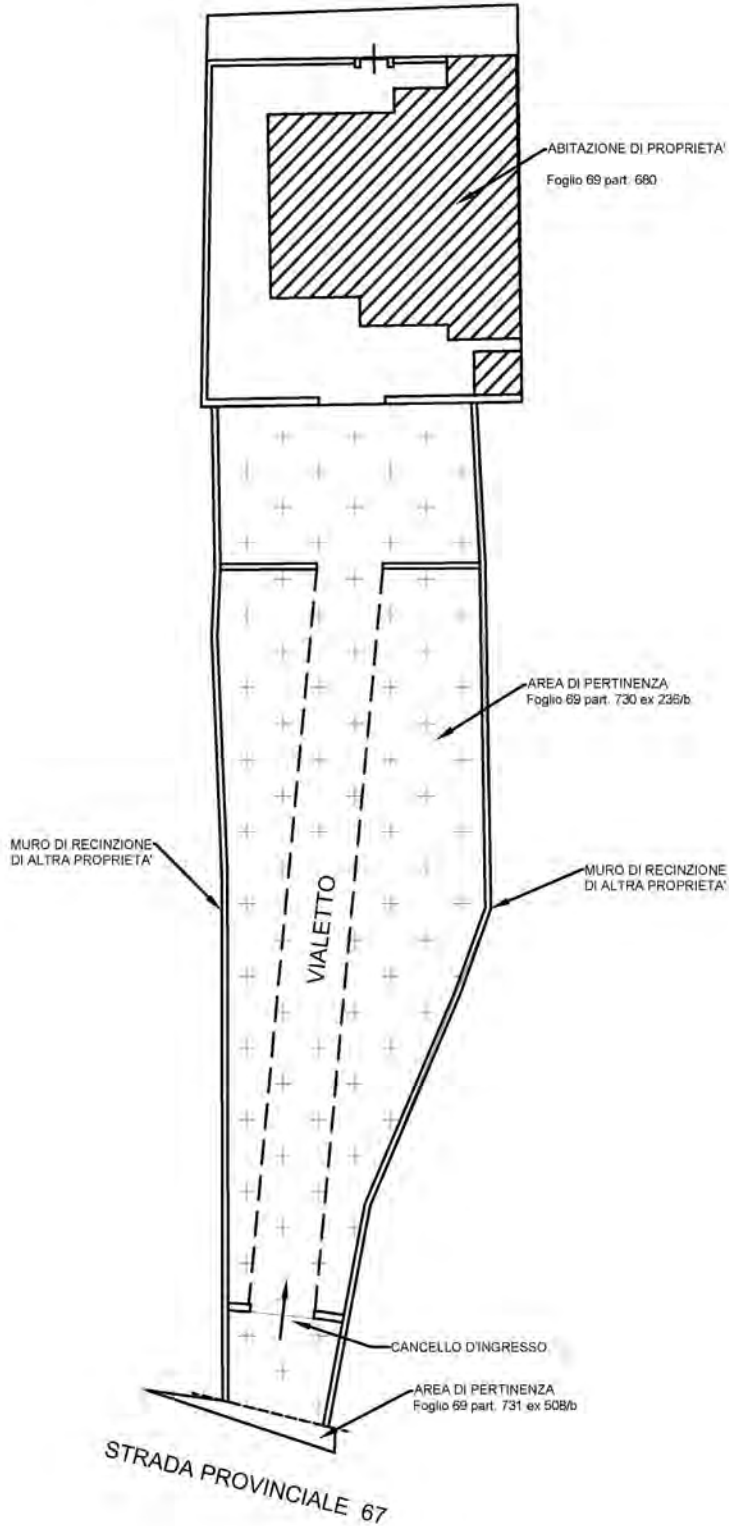 ABITAZIONE DI PROPRIETA'
Foglio 69 part. 680
AREA DI PERTINENZA
Foglio 69 part. 730 ex 236/b
MURO DI RECINZIONE
DI ALTRA PROPRIETA'
MURO DI RECINZIONE
DI ALTRA PROPRIETA'
VIALETTO
CANCELLO D'INGRESSO
AREA DI PERTINENZA
Foglio 69 part. 731 ex 508/b
STRADA PROVINCIALE 67